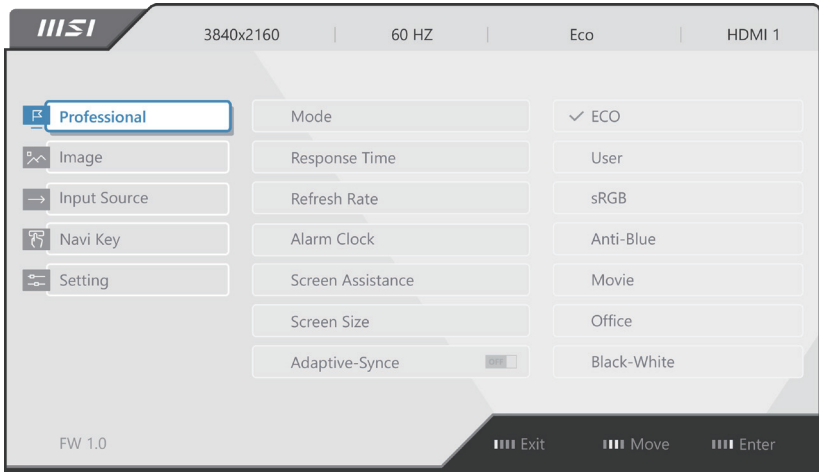 msi
3840x2160 60 HZ Eco HDMI 1
Professional Mode ECO
Image Response Time User
Input Source Refresh Rate sRGB
Navi Key Alarm Clock Anti-Blue
Setting Screen Assistance Movie
Screen Size Office
Adaptive-Synce OFF Black-White
FW 1.0 Exit Move Enter